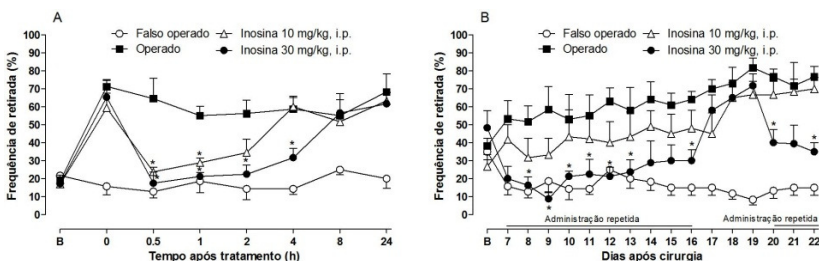 A
Falso operado
Operado
Inosina 10 mg/kg, i.p.
Inosina 30 mg/kg, i.p.
Frequência de retirada (%)
100
90
80
70
60
50
40
30
20
10
0
* * * *
* * *
B 0 0.5 1 2 4 8 24
Tempo após tratamento (h)
B
Falso operado
Operado
Inosina 10 mg/kg, i.p.
Inosina 30 mg/kg, i.p.
Frequência de retirada (%)
100
90
80
70
60
50
40
30
20
10
0
* * * * * * * * * *
Administração repetida
Administração repetida
B 7 8 9 10 11 12 13 14 15 16 17 18 19 20 21 22
Dias após cirurgia